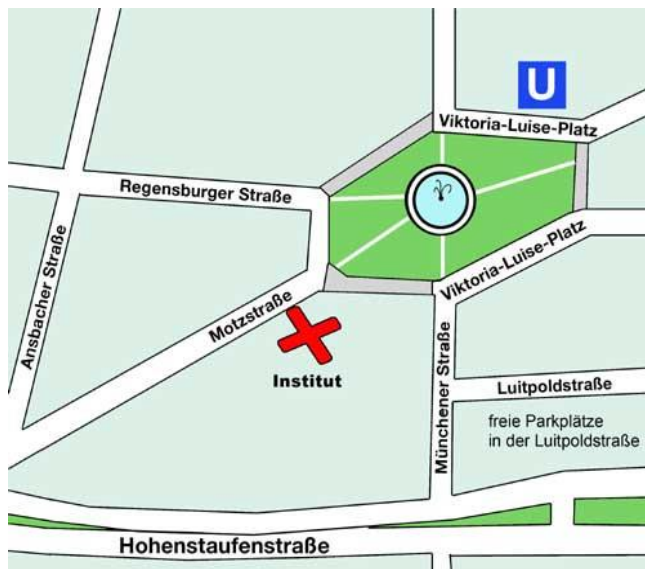 U
Viktoria-Luise-Platz
Regensburger Straße
Viktoria-Luise-Platz
Ansbacher Straße
Motzstraße
Institut
Münchener Straße
Luitpoldstraße
freie Parkplätze
in der Luitpoldstraße
Hohenstaufenstraße